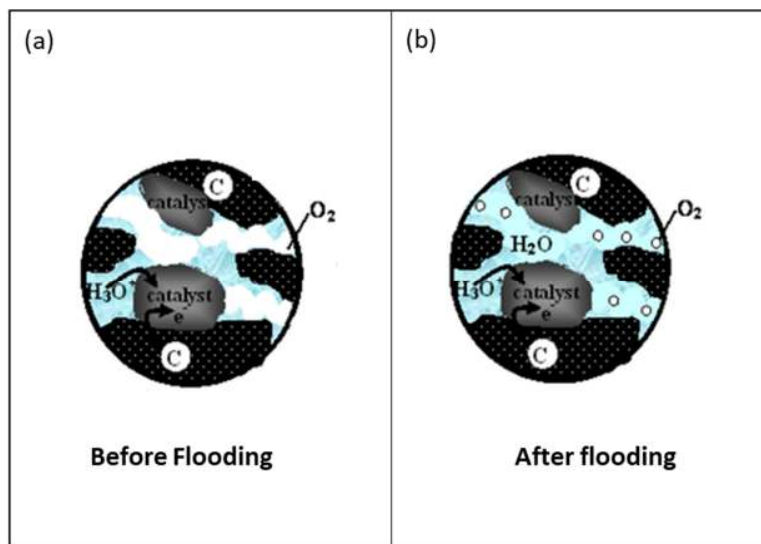 (a)
C
catalyst
O₂
H₃O⁺
catalyst
e
C
Before Flooding
(b)
C
catalyst
O₂
H₂O
H₃O⁺
catalyst
e
C
After flooding